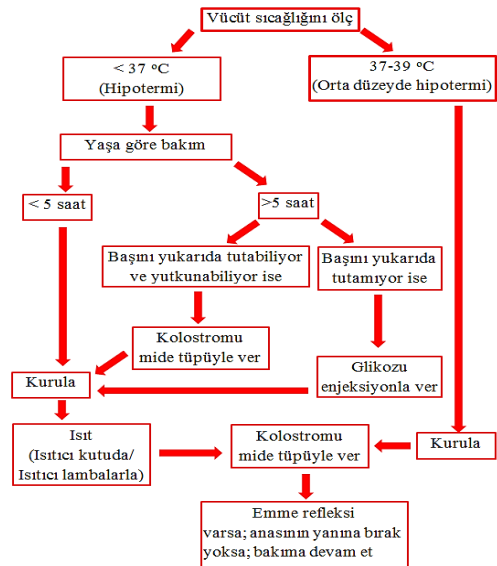 Vücüt sıcağlığını ölç
< 37 ºC
(Hipotermi)
37-39 ºC
(Orta düzeyde hipotermi)
Yaşa göre bakım
< 5 saat
>5 saat
Başını yukarıda tutabiliyor
ve yutkunabiliyor ise
Başını yukarıda
tutamıyor ise
Kolostromu
mide tüpüyle ver
Glikozu
enjeksiyonla ver
Kurula
Isıt
(Isıtıcı kutuda/
Isıtıcı lambalarla)
Kolostromu
mide tüpüyle ver
Kurula
Emme refleksi
varsa; anasının yanına bırak
yoksa; bakıma devam et